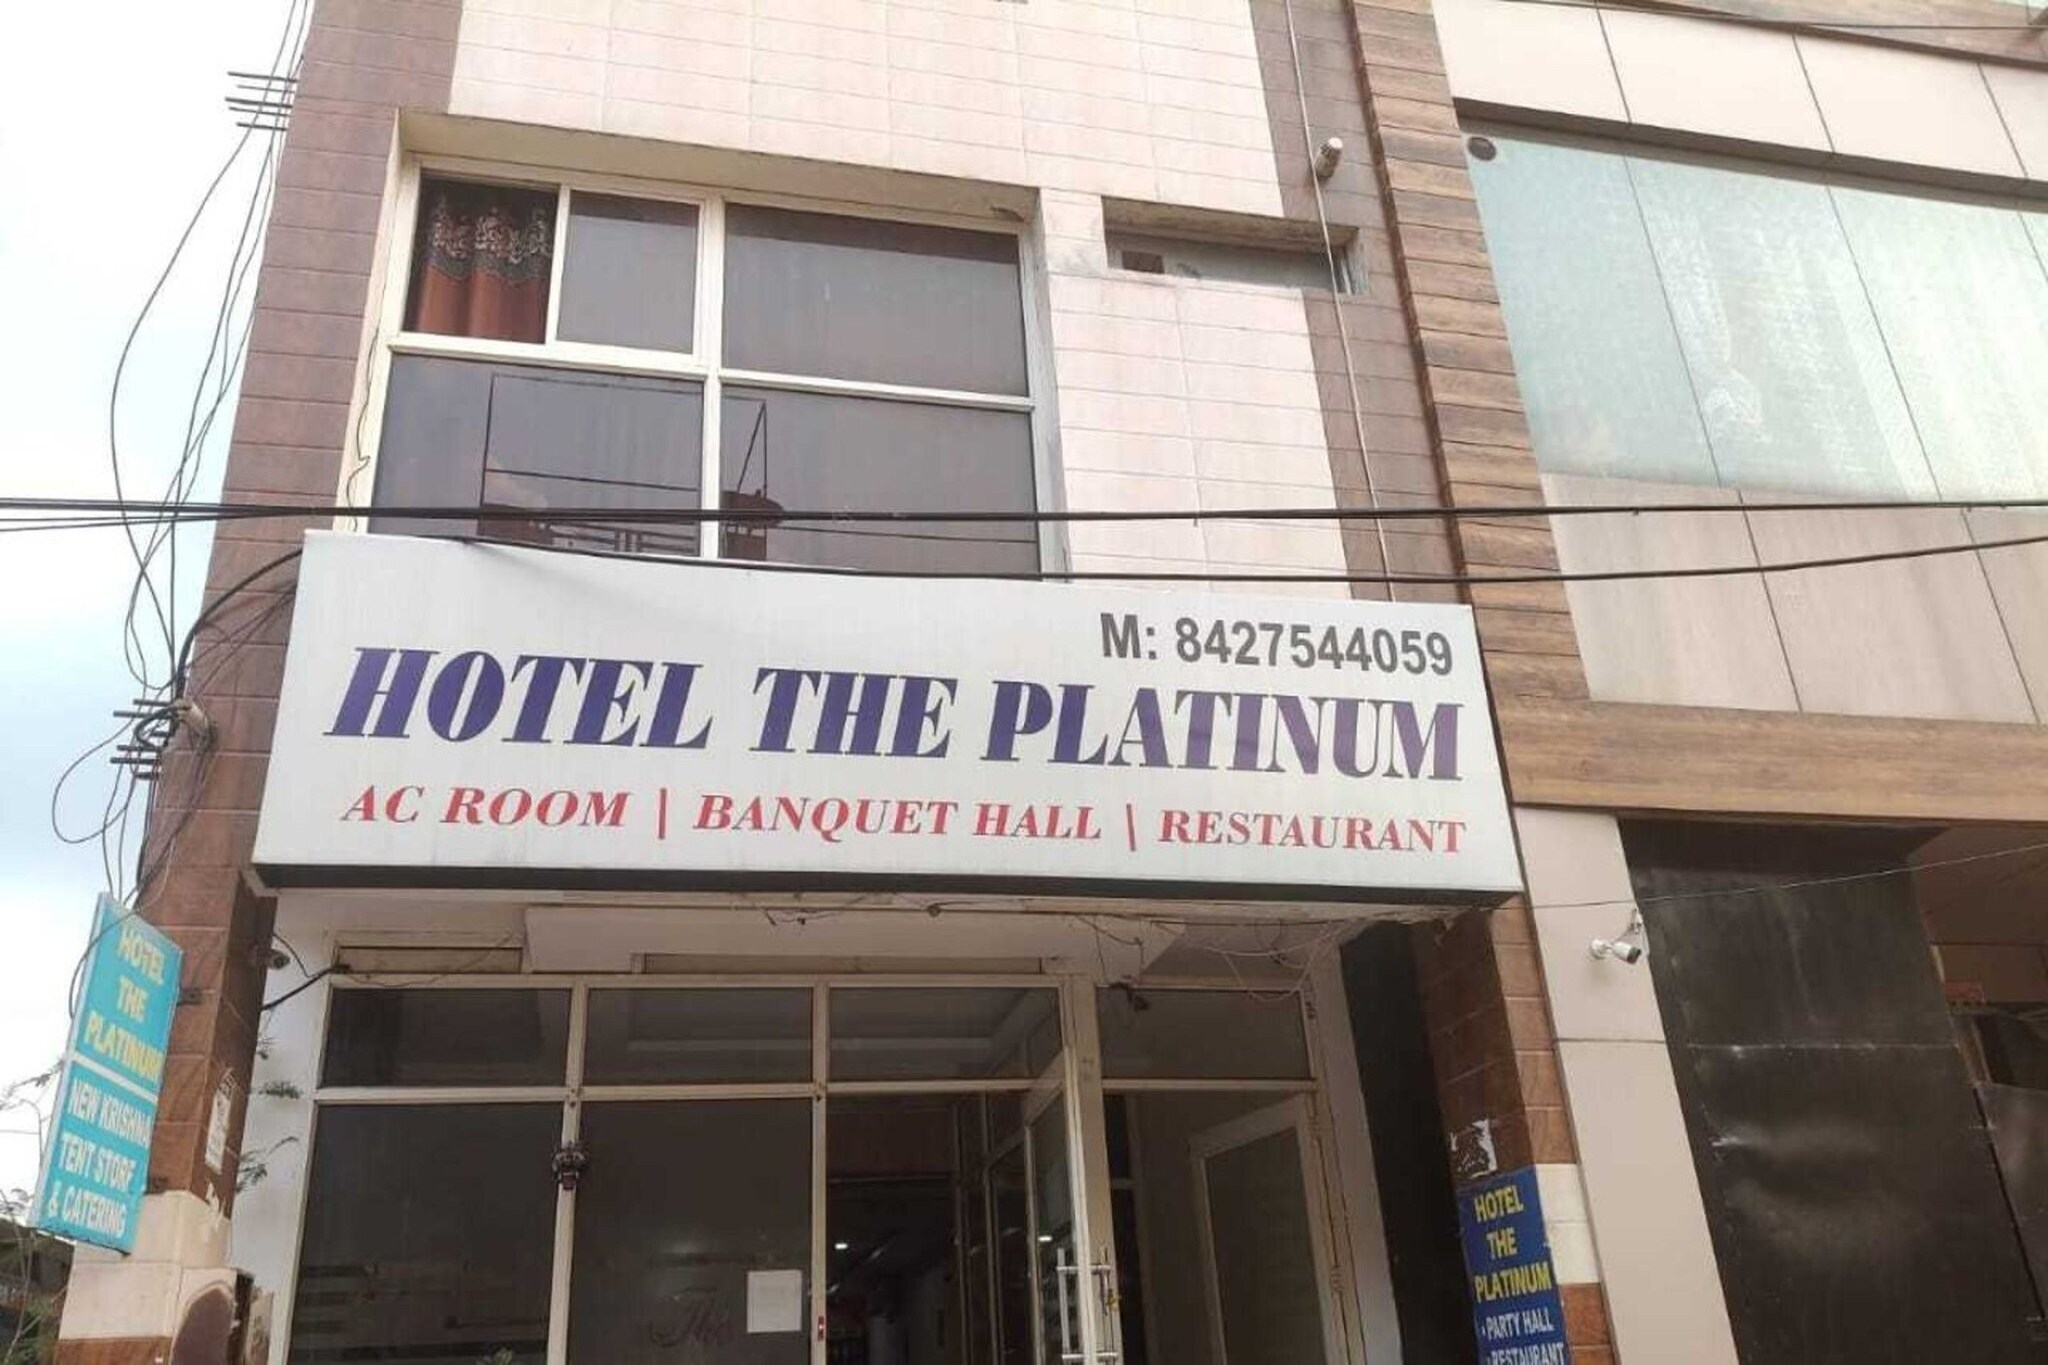 M: 8427544059
HOTEL THE PLATINUM
AC ROOM | BANQUET HALL | RESTAURANT
HOTEL
THE
PLATINUM
NEW KRISHNA
TENT STORE
& CATERING
HOTEL
THE
PLATINUM
• PARTY HALL
• RESTAURANT
The